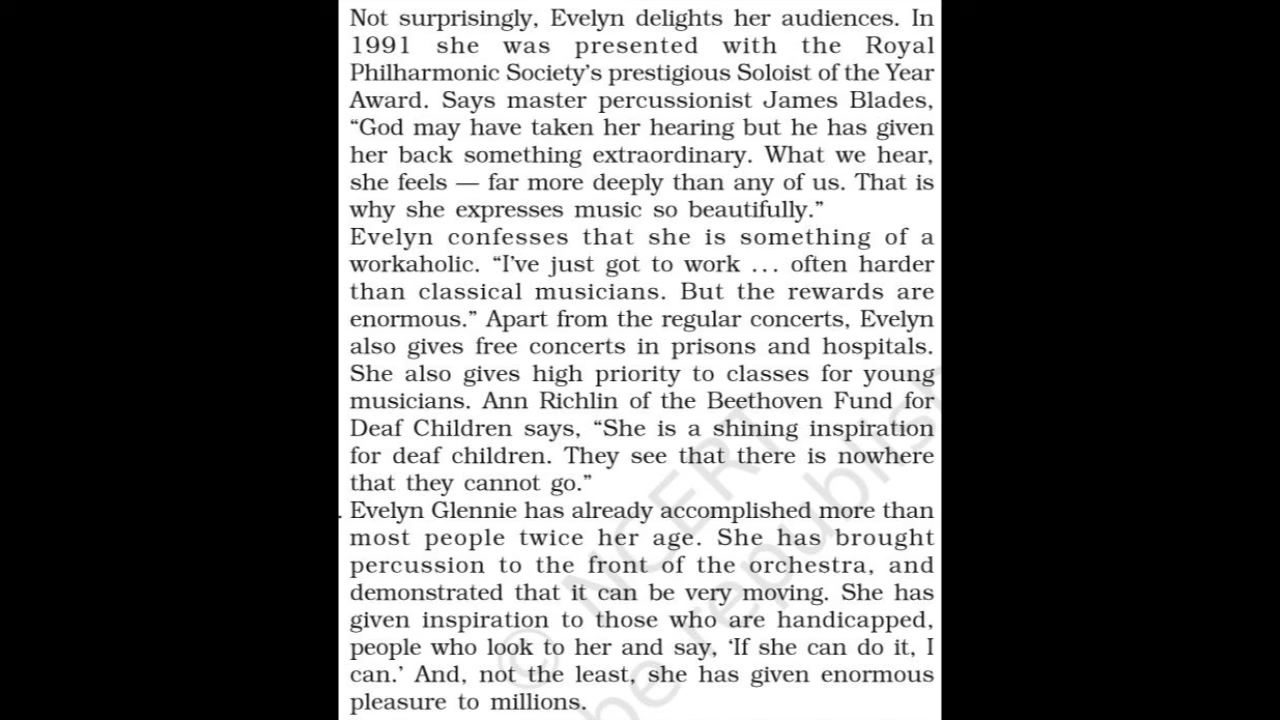 Not surprisingly, Evelyn delights her audiences. In
1991 she was presented with the Royal
Philharmonic Society’s prestigious Soloist of the Year
Award. Says master percussionist James Blades,
“God may have taken her hearing but he has given
her back something extraordinary. What we hear,
she feels — far more deeply than any of us. That is
why she expresses music so beautifully.”
Evelyn confesses that she is something of a
workaholic. “I’ve just got to work … often harder
than classical musicians. But the rewards are
enormous.” Apart from the regular concerts, Evelyn
also gives free concerts in prisons and hospitals.
She also gives high priority to classes for young
musicians. Ann Richlin of the Beethoven Fund for
Deaf Children says, “She is a shining inspiration
for deaf children. They see that there is nowhere
that they cannot go.”
. Evelyn Glennie has already accomplished more than
most people twice her age. She has brought
percussion to the front of the orchestra, and
demonstrated that it can be very moving. She has
given inspiration to those who are handicapped,
people who look to her and say, ‘If she can do it, I
can.’ And, not the least, she has given enormous
pleasure to millions.
© NCERT
be republish